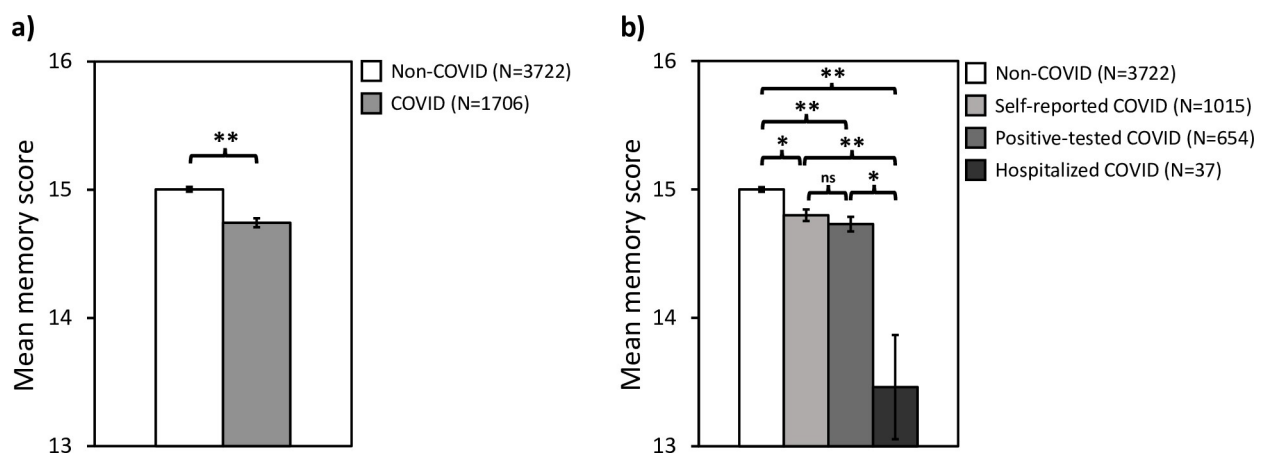 a)
Mean memory score
16
15
14
13
**
Non-COVID (N=3722)
COVID (N=1706)
b)
Mean memory score
16
15
14
13
**
**
* **
ns *
Non-COVID (N=3722)
Self-reported COVID (N=1015)
Positive-tested COVID (N=654)
Hospitalized COVID (N=37)